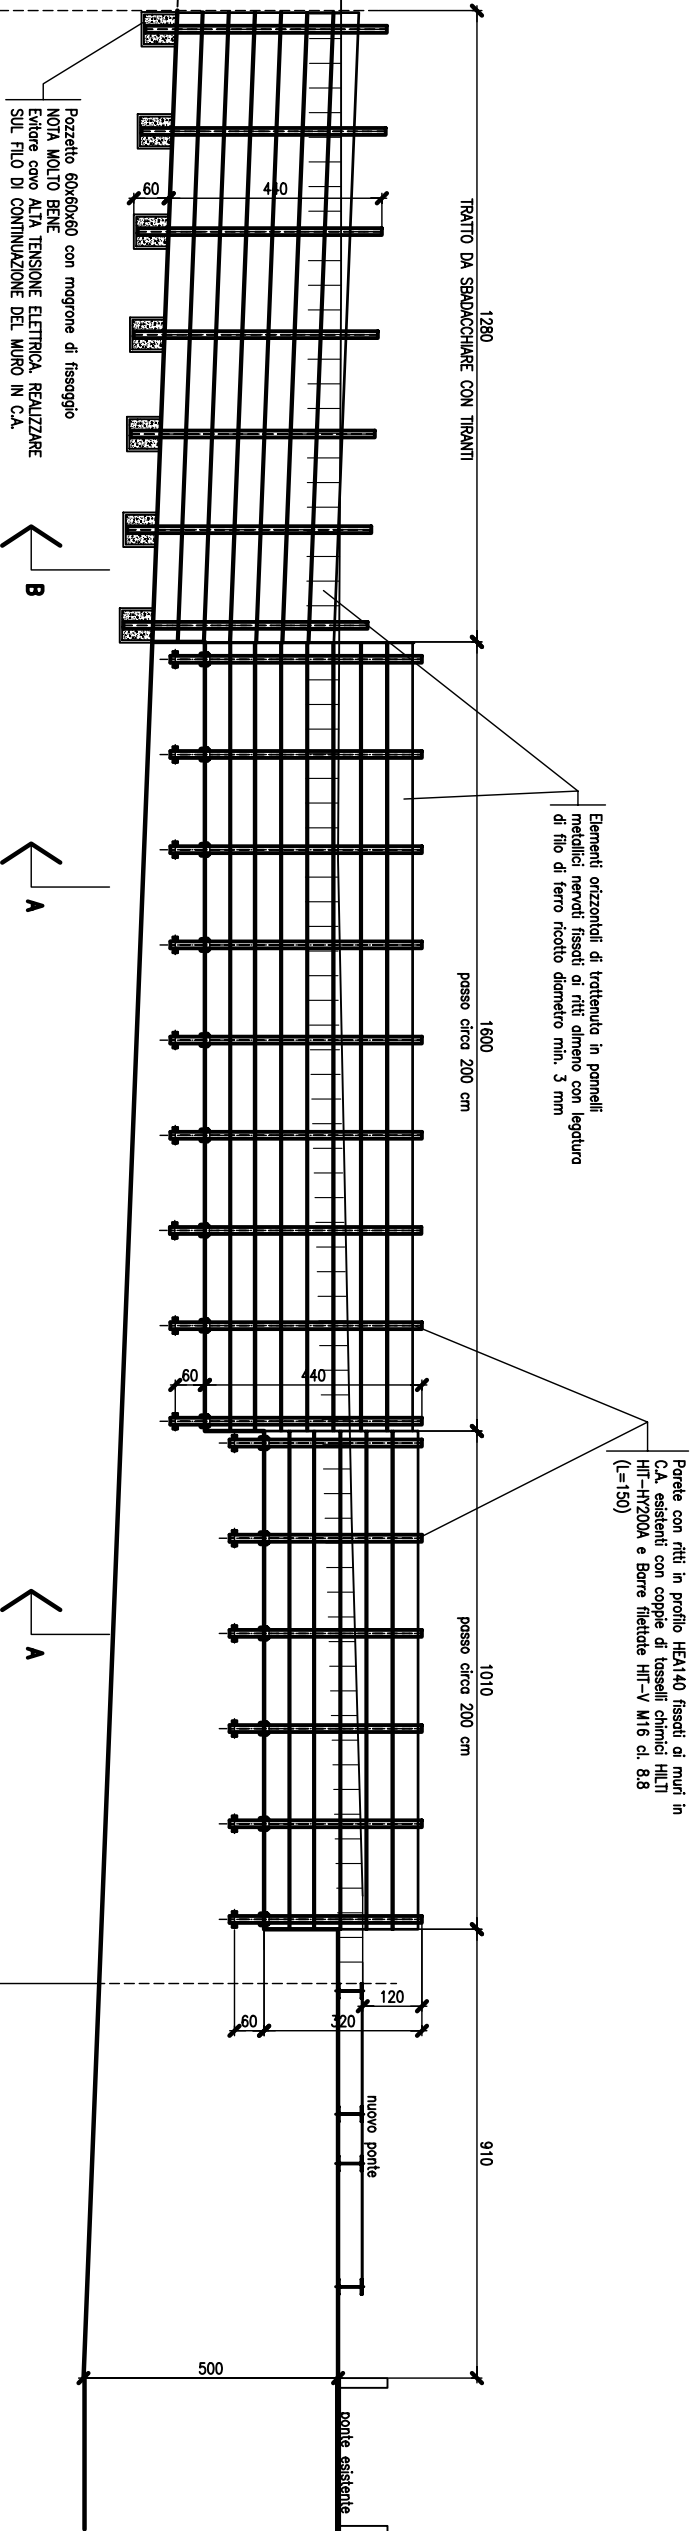 Pozzetto 60x60x60 con magrone di fissaggio
NOTA MOLTO BENE
Evitare cavo ALTA TENSIONE ELETTRICA. REALIZZARE
SUL FILO DI CONTINUAZIONE DEL MURO IN C.A.
60
440
1280
TRATTO DA SBADACCHIARE CON TIRANTI
B
A
Elementi orizzontali di trattenuta in pannelli
metallici nervati fissati ai ritti almeno con legatura
di filo di ferro ricotto diametro min. 3 mm
1600
passo circa 200 cm
60
440
Parete con ritti in profilo HEA140 fissati ai muri in
C.A. esistenti con coppie di tasselli chimici HILTI
HIT-HY200A e Barre filettate HIT-V M16 cl. 8.8
(L=150)
A
1010
passo circa 200 cm
120
60
320
nuovo ponte
910
500
ponte esistente